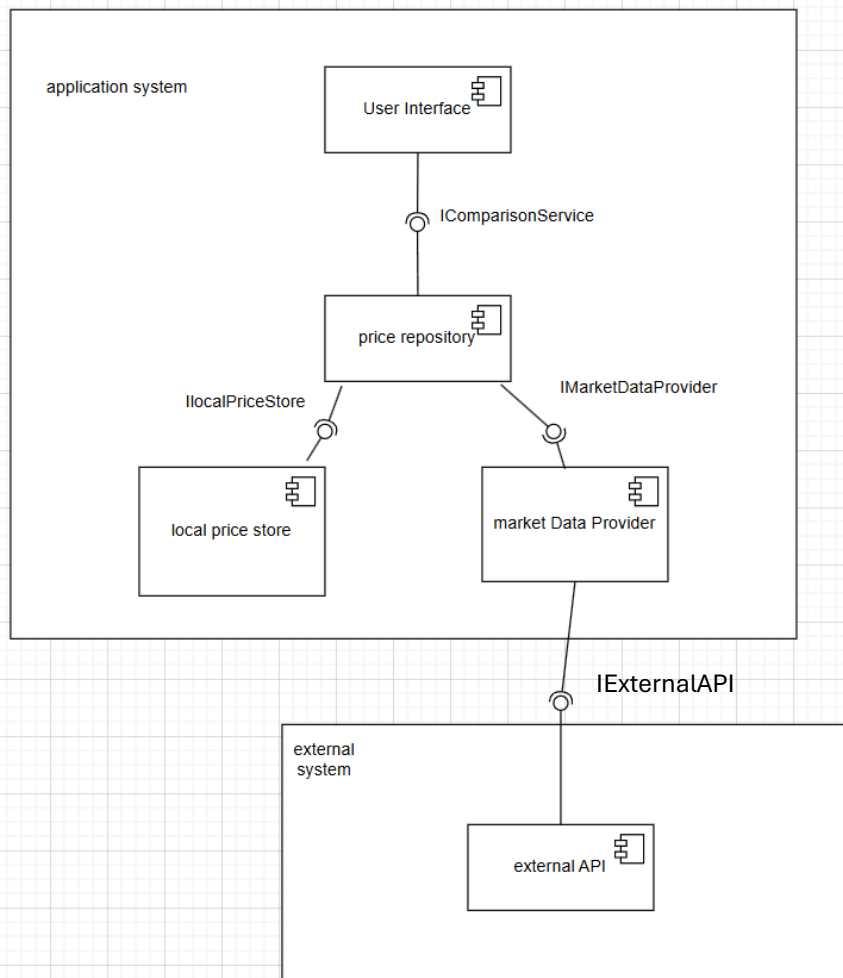 application system
User Interface
IComparisonService
price repository
IlocalPriceStore
IMarketDataProvider
local price store
market Data Provider
IExternalAPI
external
system
external API